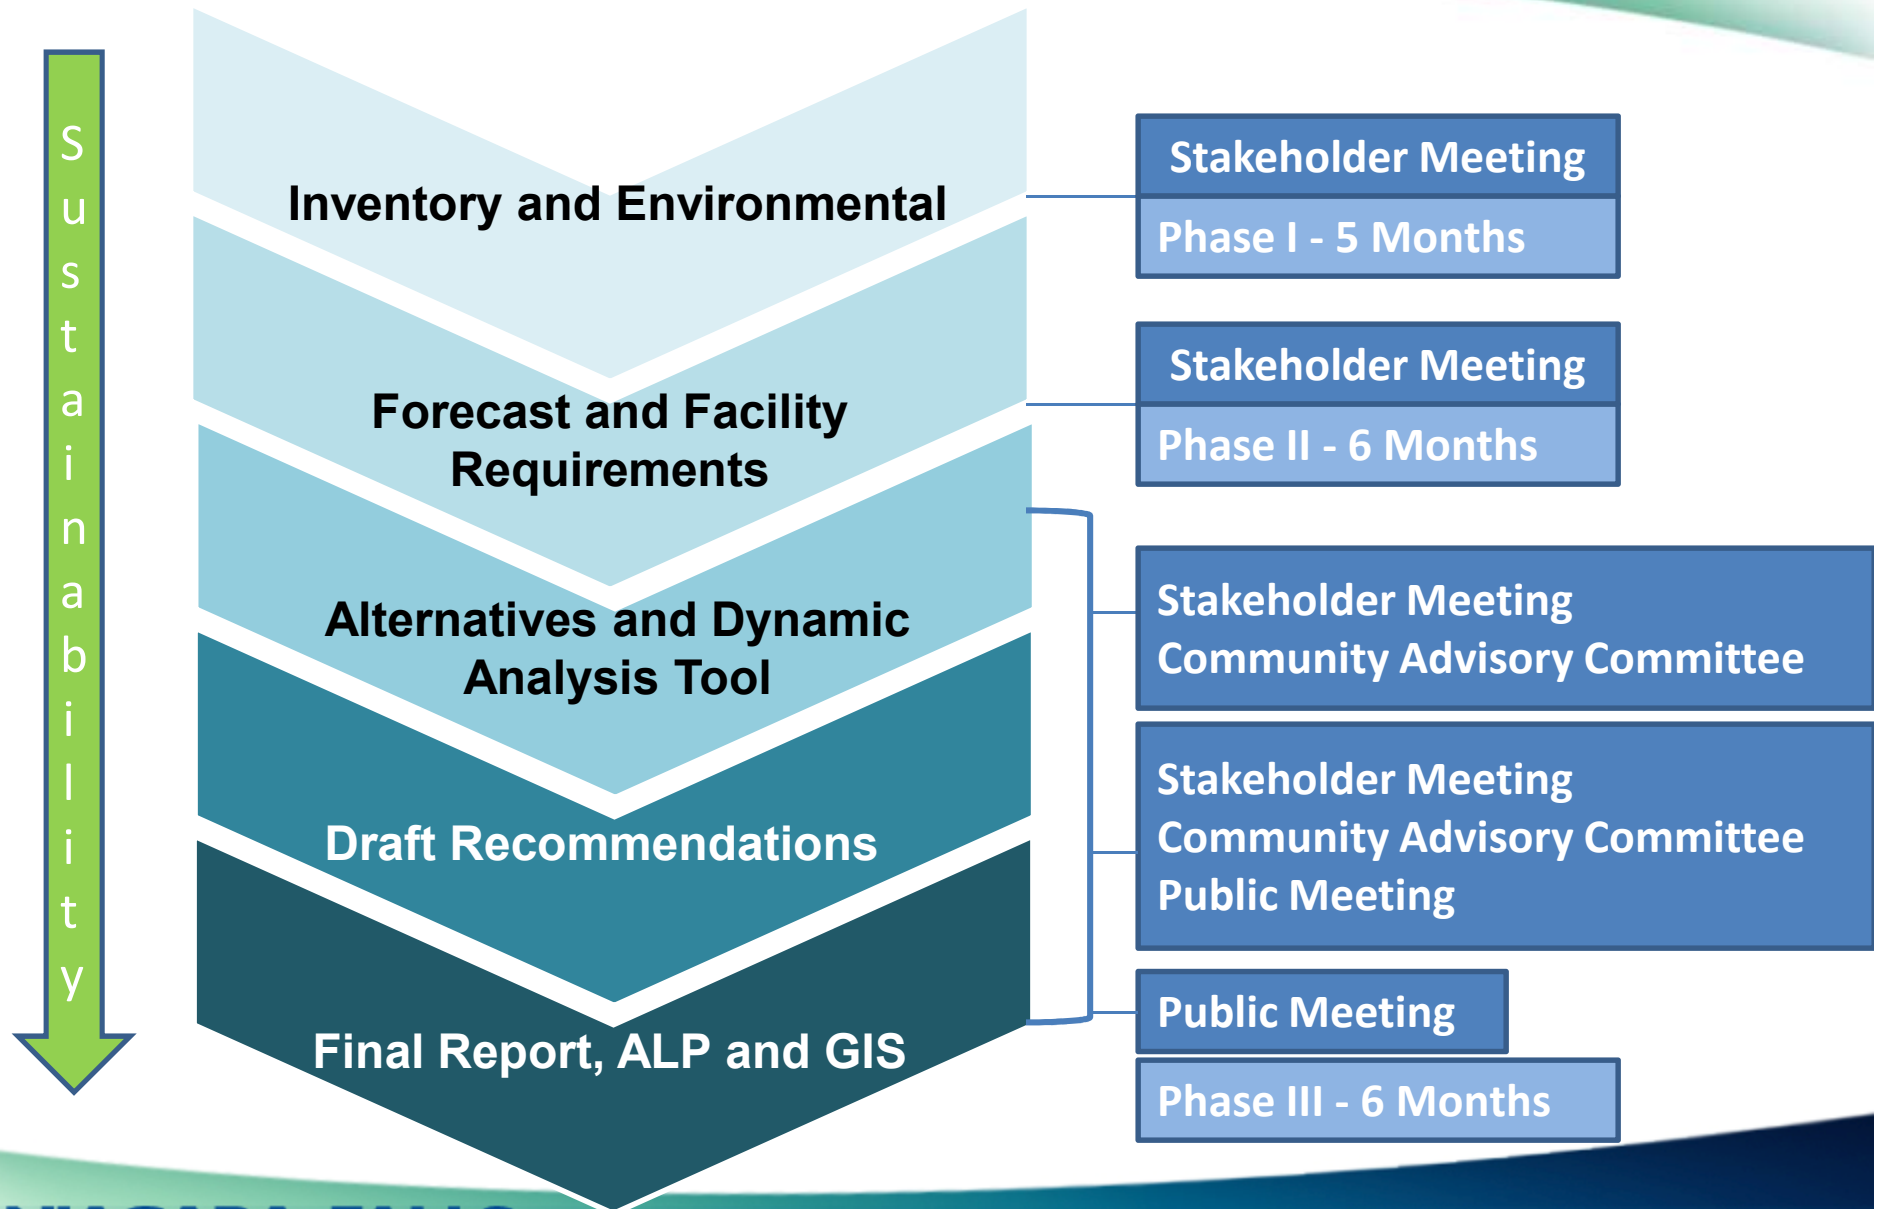 Sustainability
Inventory and Environmental
Stakeholder Meeting
Phase I - 5 Months
Forecast and Facility
Requirements
Stakeholder Meeting
Phase II - 6 Months
Alternatives and Dynamic
Analysis Tool
Stakeholder Meeting
Community Advisory Committee
Draft Recommendations
Stakeholder Meeting
Community Advisory Committee
Public Meeting
Final Report, ALP and GIS
Public Meeting
Phase III - 6 Months
NIAGARA FALLS